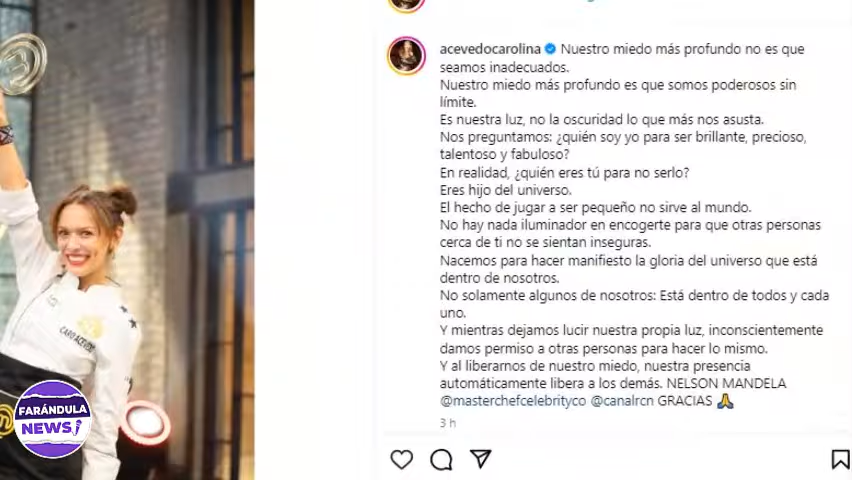 acevedocarolina Nuestro miedo más profundo no es que
seamos inadecuados.
Nuestro miedo más profundo es que somos poderosos sin
límite.
Es nuestra luz, no la oscuridad lo que más nos asusta.
Nos preguntamos: ¿quién soy yo para ser brillante, precioso,
talentoso y fabuloso?
En realidad, ¿quién eres tú para no serlo?
Eres hijo del universo.
El hecho de jugar a ser pequeño no sirve al mundo.
No hay nada iluminador en encogerte para que otras personas
cerca de ti no se sientan inseguras.
Nacemos para hacer manifiesto la gloria del universo que está
dentro de nosotros.
No solamente algunos de nosotros: Está dentro de todos y cada
uno.
Y mientras dejamos lucir nuestra propia luz, inconscientemente
damos permiso a otras personas para hacer lo mismo.
Y al liberarnos de nuestro miedo, nuestra presencia
automáticamente libera a los demás. NELSON MANDELA
@masterchefcelebrityco @canalrcn GRACIAS 🙏
3 h
CARO ACEVEDO
FARÁNDULA
NEWS